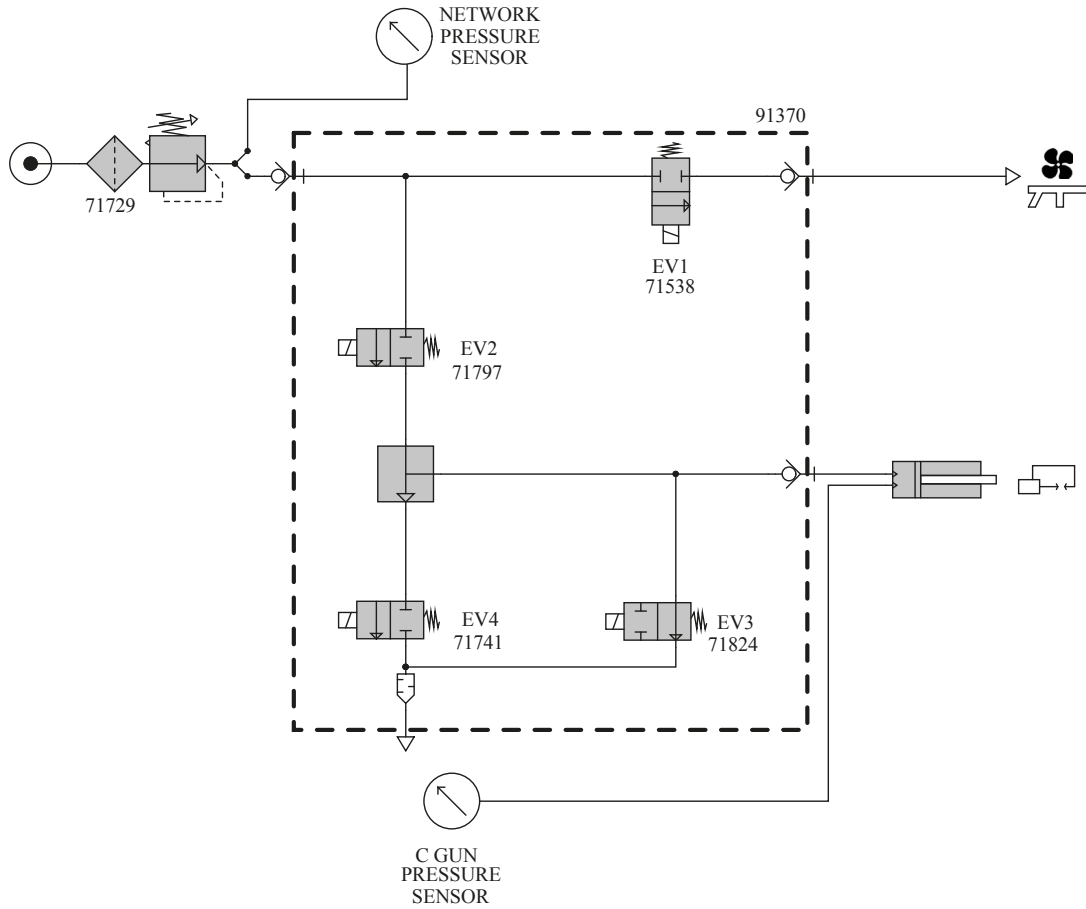 NETWORK
PRESSURE
SENSOR
91370
71729
EV1
71538
EV2
71797
EV4
71741
EV3
71824
C GUN
PRESSURE
SENSOR